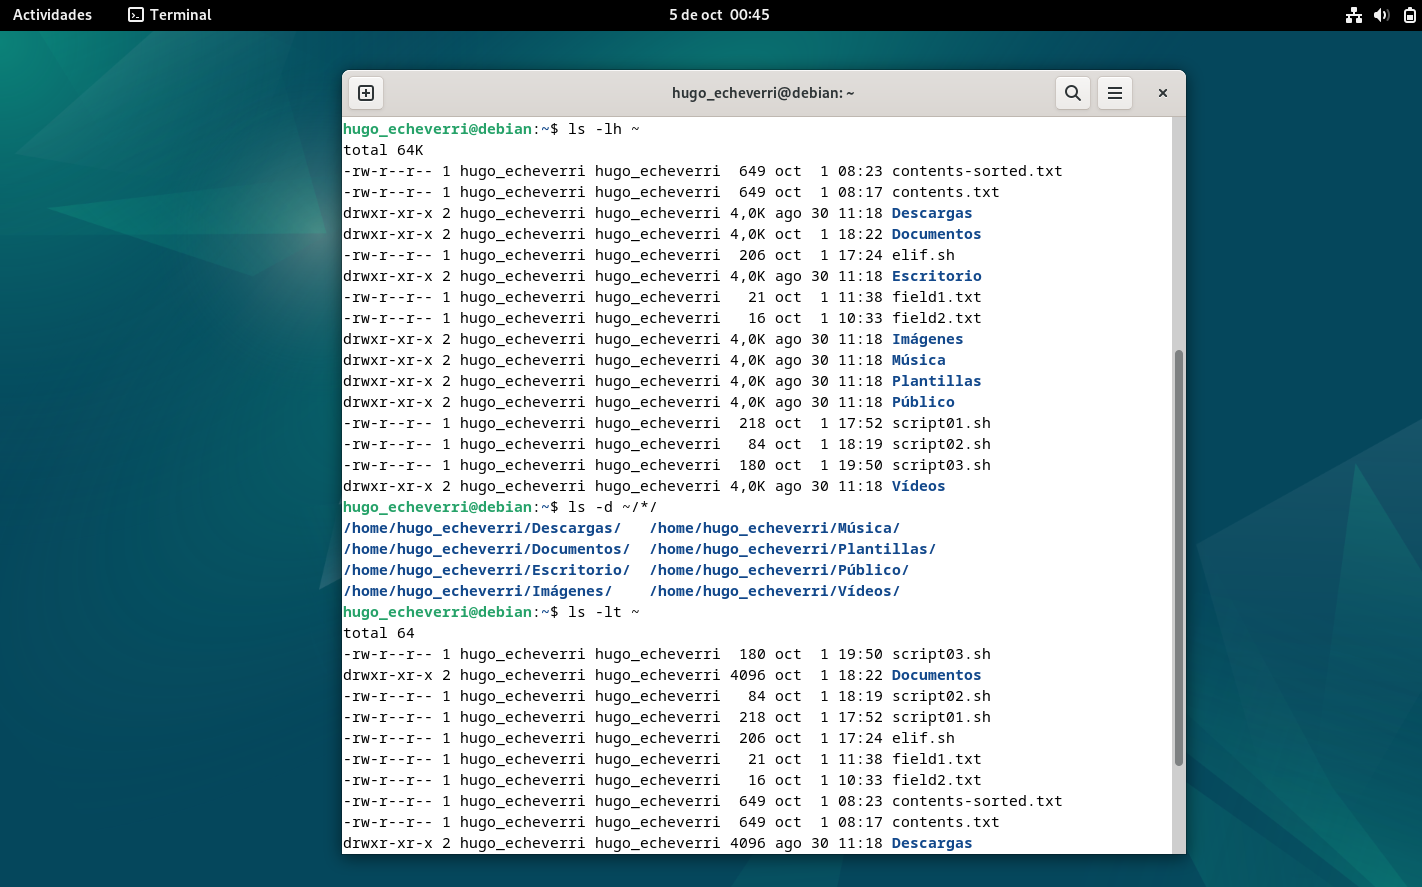 Actividades Terminal 5 de oct 00:45
hugo_echeverri@debian: ~
hugo_echeverri@debian:~$ ls -lh ~
total 64K
-rw-r--r-- 1 hugo_echeverri hugo_echeverri  649 oct  1 08:23 contents-sorted.txt
-rw-r--r-- 1 hugo_echeverri hugo_echeverri  649 oct  1 08:17 contents.txt
drwxr-xr-x 2 hugo_echeverri hugo_echeverri 4,0K ago 30 11:18 Descargas
drwxr-xr-x 2 hugo_echeverri hugo_echeverri 4,0K oct  1 18:22 Documentos
-rw-r--r-- 1 hugo_echeverri hugo_echeverri  206 oct  1 17:24 elif.sh
drwxr-xr-x 2 hugo_echeverri hugo_echeverri 4,0K ago 30 11:18 Escritorio
-rw-r--r-- 1 hugo_echeverri hugo_echeverri   21 oct  1 11:38 field1.txt
-rw-r--r-- 1 hugo_echeverri hugo_echeverri   16 oct  1 10:33 field2.txt
drwxr-xr-x 2 hugo_echeverri hugo_echeverri 4,0K ago 30 11:18 Imágenes
drwxr-xr-x 2 hugo_echeverri hugo_echeverri 4,0K ago 30 11:18 Música
drwxr-xr-x 2 hugo_echeverri hugo_echeverri 4,0K ago 30 11:18 Plantillas
drwxr-xr-x 2 hugo_echeverri hugo_echeverri 4,0K ago 30 11:18 Público
-rw-r--r-- 1 hugo_echeverri hugo_echeverri  218 oct  1 17:52 script01.sh
-rw-r--r-- 1 hugo_echeverri hugo_echeverri   84 oct  1 18:19 script02.sh
-rw-r--r-- 1 hugo_echeverri hugo_echeverri  180 oct  1 19:50 script03.sh
drwxr-xr-x 2 hugo_echeverri hugo_echeverri 4,0K ago 30 11:18 Vídeos
hugo_echeverri@debian:~$ ls -d ~/*/
/home/hugo_echeverri/Descargas/   /home/hugo_echeverri/Música/
/home/hugo_echeverri/Documentos/  /home/hugo_echeverri/Plantillas/
/home/hugo_echeverri/Escritorio/  /home/hugo_echeverri/Público/
/home/hugo_echeverri/Imágenes/    /home/hugo_echeverri/Vídeos/
hugo_echeverri@debian:~$ ls -lt ~
total 64
-rw-r--r-- 1 hugo_echeverri hugo_echeverri  180 oct  1 19:50 script03.sh
drwxr-xr-x 2 hugo_echeverri hugo_echeverri 4096 oct  1 18:22 Documentos
-rw-r--r-- 1 hugo_echeverri hugo_echeverri   84 oct  1 18:19 script02.sh
-rw-r--r-- 1 hugo_echeverri hugo_echeverri  218 oct  1 17:52 script01.sh
-rw-r--r-- 1 hugo_echeverri hugo_echeverri  206 oct  1 17:24 elif.sh
-rw-r--r-- 1 hugo_echeverri hugo_echeverri   21 oct  1 11:38 field1.txt
-rw-r--r-- 1 hugo_echeverri hugo_echeverri   16 oct  1 10:33 field2.txt
-rw-r--r-- 1 hugo_echeverri hugo_echeverri  649 oct  1 08:23 contents-sorted.txt
-rw-r--r-- 1 hugo_echeverri hugo_echeverri  649 oct  1 08:17 contents.txt
drwxr-xr-x 2 hugo_echeverri hugo_echeverri 4096 ago 30 11:18 Descargas